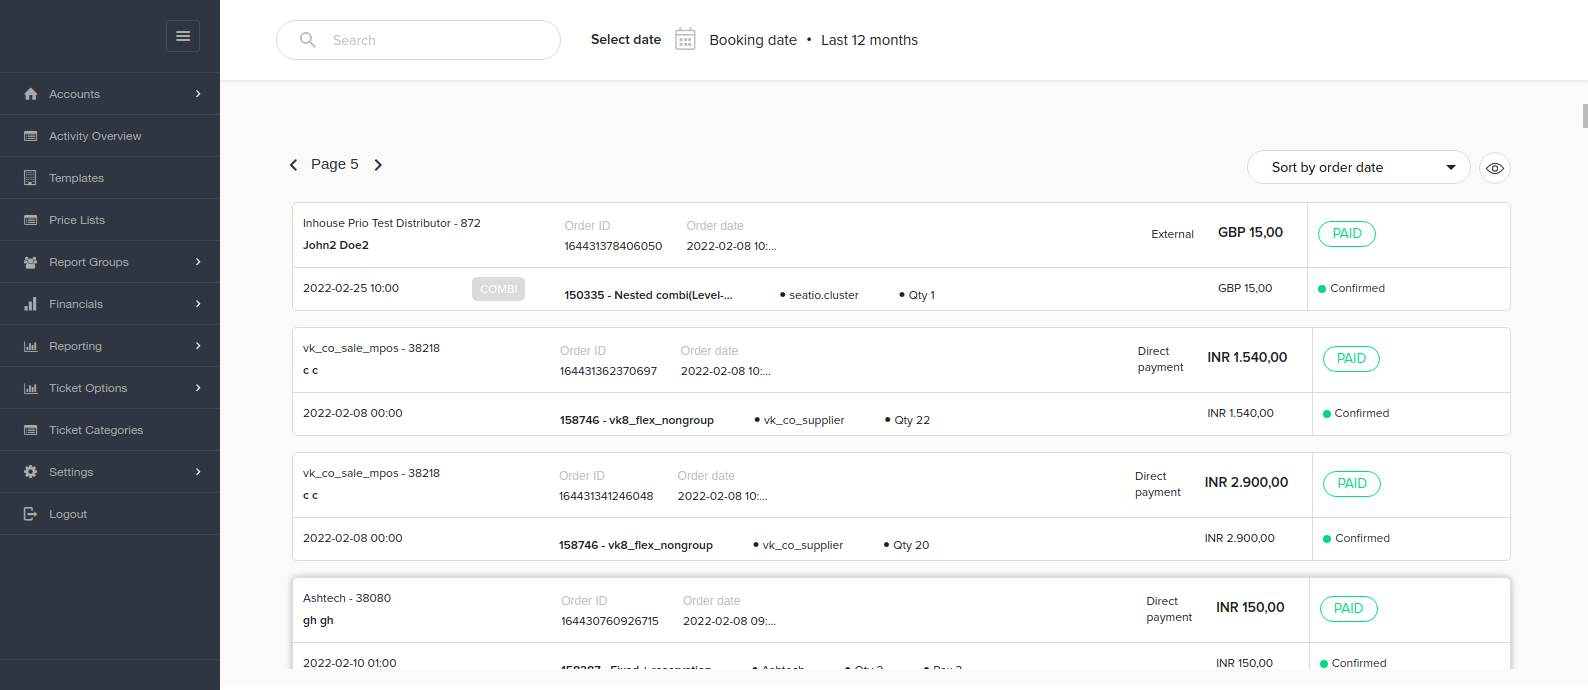 Search
Select date
Booking date • Last 12 months
Accounts
Activity Overview
Templates
Price Lists
Report Groups
Financials
Reporting
Ticket Options
Ticket Categories
Settings
Logout
Page 5
Sort by order date
Inhouse Prio Test Distributor - 872
John2 Doe2
Order ID
164431378406050
Order date
2022-02-08 10:...
External
GBP 15,00
PAID
2022-02-25 10:00
COMBI
150335 - Nested combi(Level-...
• seatio.cluster
• Qty 1
GBP 15,00
Confirmed
vk_co_sale_mpos - 38218
c c
Order ID
164431362370697
Order date
2022-02-08 10:...
Direct
payment
INR 1.540,00
PAID
2022-02-08 00:00
158746 - vk8_flex_nongroup
• vk_co_supplier
• Qty 22
INR 1.540,00
Confirmed
vk_co_sale_mpos - 38218
c c
Order ID
164431341246048
Order date
2022-02-08 10:...
Direct
payment
INR 2.900,00
PAID
2022-02-08 00:00
158746 - vk8_flex_nongroup
• vk_co_supplier
• Qty 20
INR 2.900,00
Confirmed
Ashtech - 38080
gh gh
Order ID
164430760926715
Order date
2022-02-08 09:...
Direct
payment
INR 150,00
PAID
2022-02-10 01:00
• Ashtech
INR 150,00
Confirmed